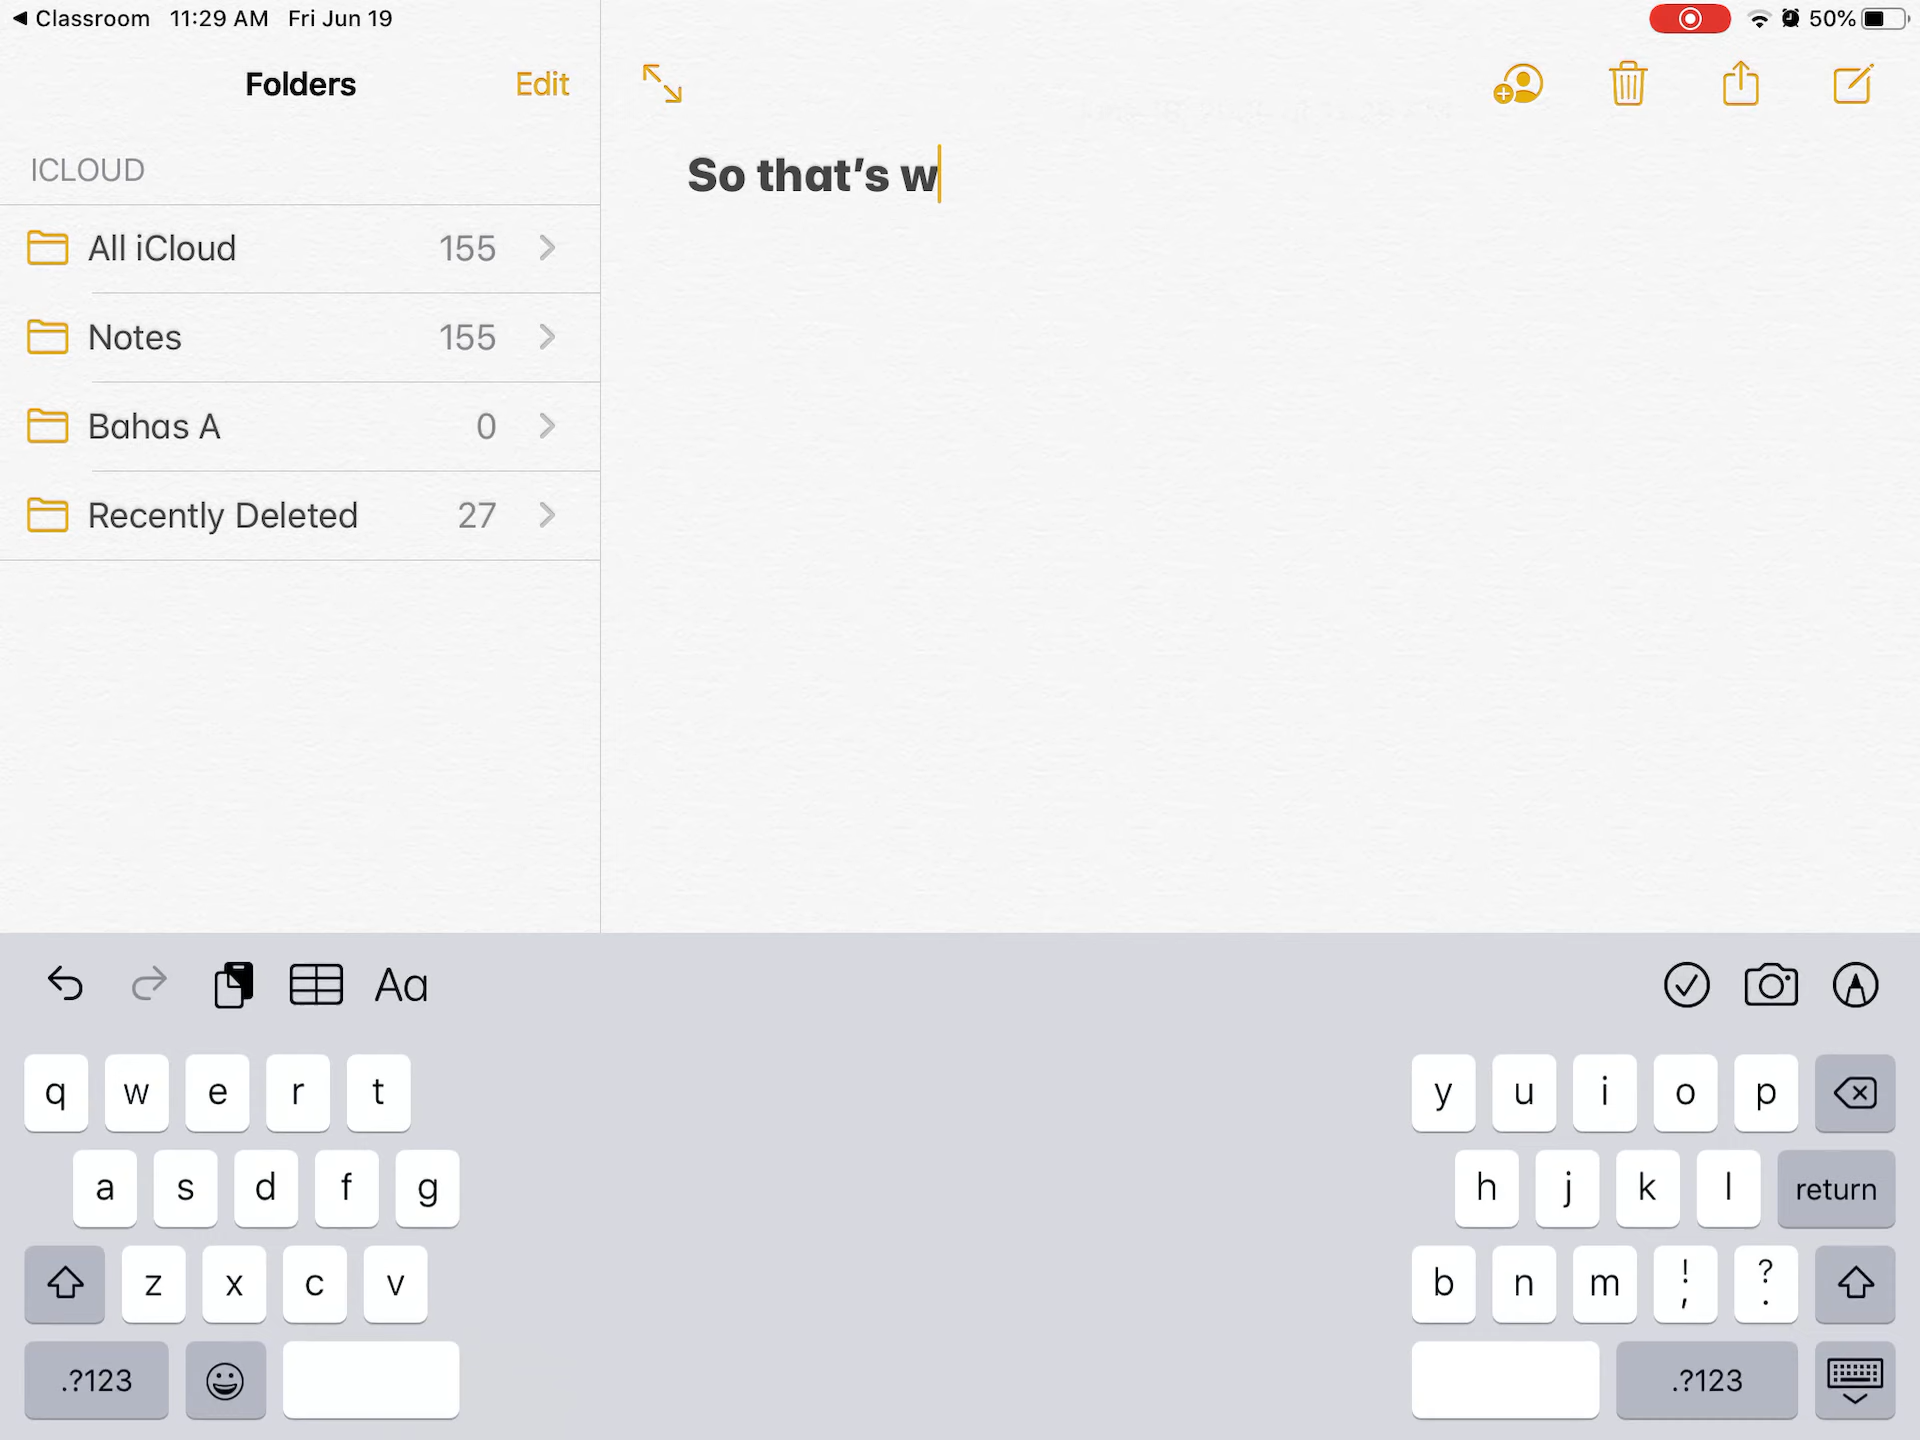 Classroom 11:29 AM Fri Jun 19 50%
Folders Edit
ICLOUD
So that’s w
All iCloud 155
Notes 155
Bahas A 0
Recently Deleted 27
Aa
q w e r t y u i o p
a s d f g h j k l return
z x c v b n m ! , ? .
.?123 .?123